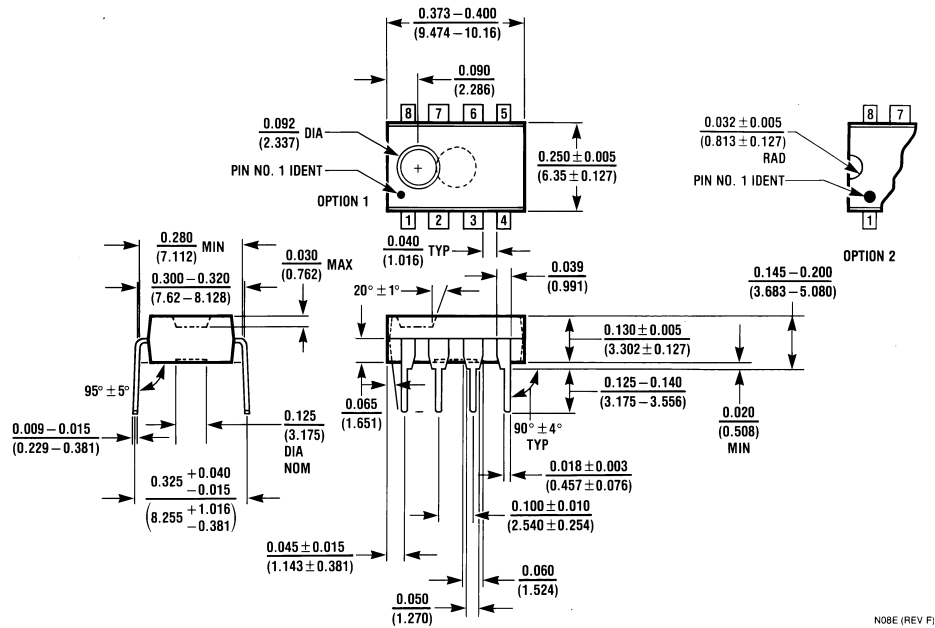 0.373 – 0.400
(9.474 – 10.16)
0.090
(2.286)
8 7 6 5
0.092 DIA
(2.337)
PIN NO. 1 IDENT
OPTION 1
0.250 ± 0.005
(6.35 ± 0.127)
1 2 3 4
8 7
0.032 ± 0.005
(0.813 ± 0.127)
RAD
PIN NO. 1 IDENT
1
OPTION 2
0.280 MIN
(7.112)
0.300 – 0.320
(7.62 – 8.128)
0.030 MAX
(0.762)
0.040 TYP
(1.016)
0.039
(0.991)
20° ± 1°
0.145 – 0.200
(3.683 – 5.080)
0.130 ± 0.005
(3.302 ± 0.127)
0.125 – 0.140
(3.175 – 3.556)
0.020
(0.508)
MIN
95° ± 5°
0.009 – 0.015
(0.229 – 0.381)
0.125
(3.175)
DIA
NOM
0.065
(1.651)
90° ± 4°
TYP
0.325 +0.040
–0.015
(8.255 +1.016
–0.381)
0.018 ± 0.003
(0.457 ± 0.076)
0.100 ± 0.010
(2.540 ± 0.254)
0.045 ± 0.015
(1.143 ± 0.381)
0.060
(1.524)
0.050
(1.270)
N08E (REV F)